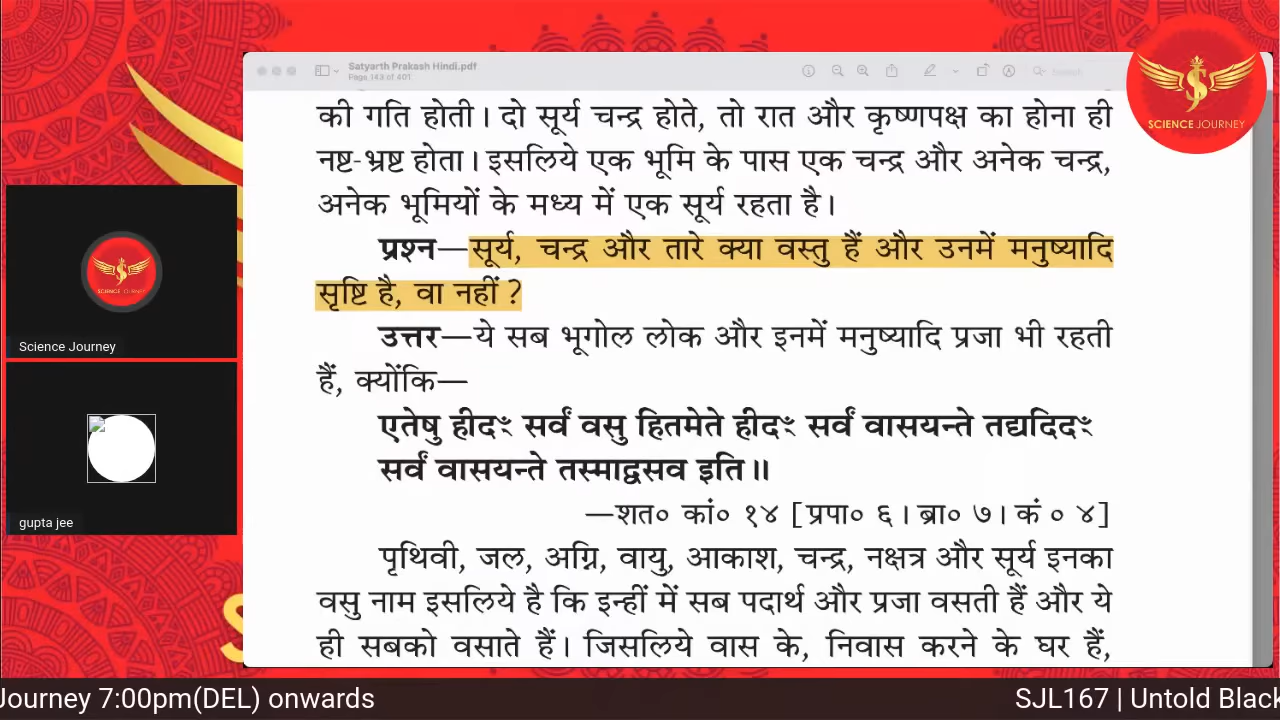 Satyarth Prakash Hindi.pdf
Page 143 of 401
Search
SCIENCE JOURNEY
की गति होती। दो सूर्य चन्द्र होते, तो रात और कृष्णपक्ष का होना ही
नष्ट-भ्रष्ट होता। इसलिये एक भूमि के पास एक चन्द्र और अनेक चन्द्र,
अनेक भूमियों के मध्य में एक सूर्य रहता है।
प्रश्न—सूर्य, चन्द्र और तारे क्या वस्तु हैं और उनमें मनुष्यादि
सृष्टि है, वा नहीं?
उत्तर—ये सब भूगोल लोक और इनमें मनुष्यादि प्रजा भी रहती
हैं, क्योंकि—
एतेषु हीदꣳ सर्वं वसु हितमेते हीदꣳ सर्वं वासयन्ते तद्यदिदꣳ
सर्वं वासयन्ते तस्माद्वसव इति॥
—शत० कां० १४ [प्रपा० ६। ब्रा० ७। कं ० ४]
पृथिवी, जल, अग्नि, वायु, आकाश, चन्द्र, नक्षत्र और सूर्य इनका
वसु नाम इसलिये है कि इन्हीं में सब पदार्थ और प्रजा वसती हैं और ये
ही सबको वसाते हैं। जिसलिये वास के, निवास करने के घर हैं,
SCIENCE JOURNEY
Science Journey
gupta jee
Journey 7:00pm(DEL) onwards
SJL167 | Untold Black